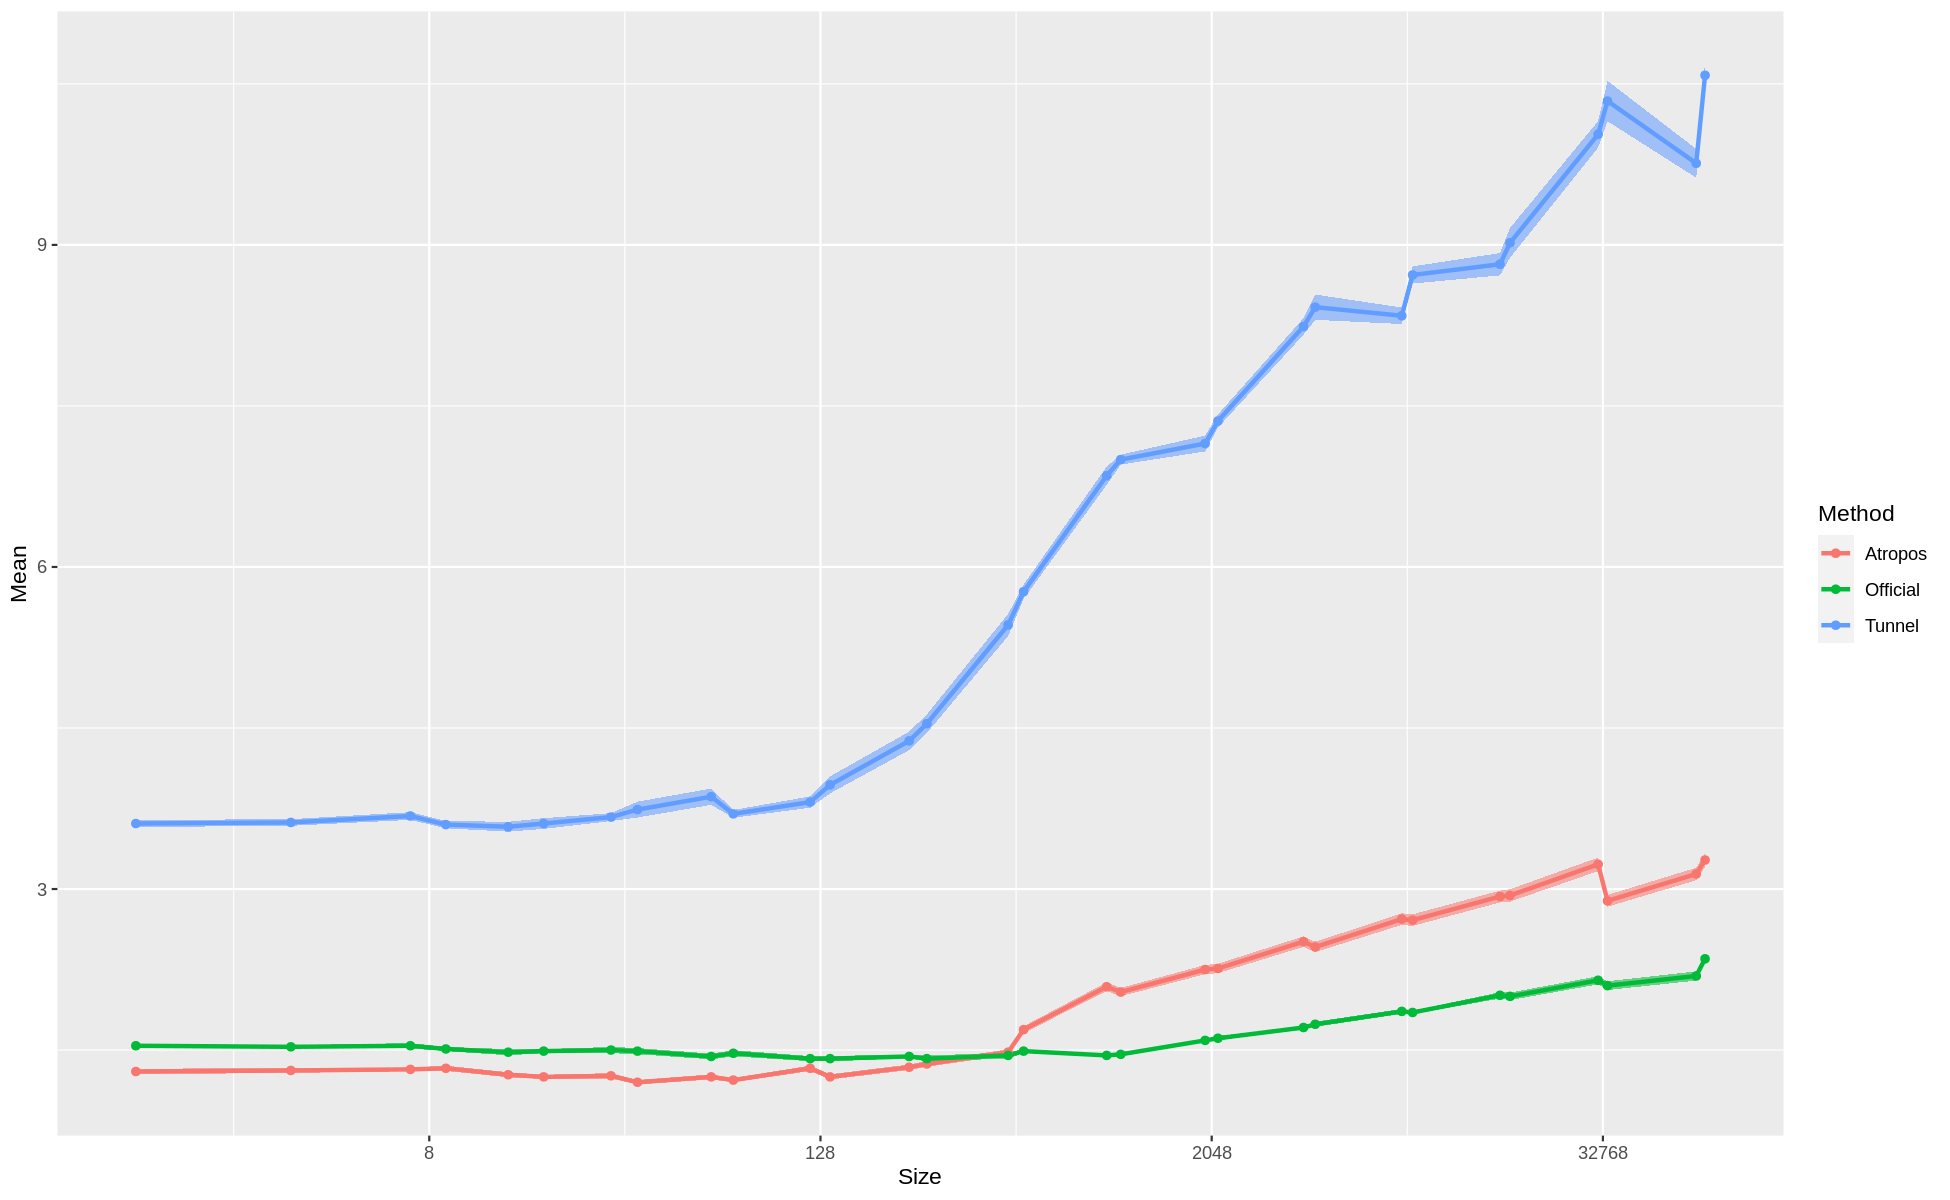 Mean
9
6
3
8
128
2048
32768
Size
Method
Atropos
Official
Tunnel